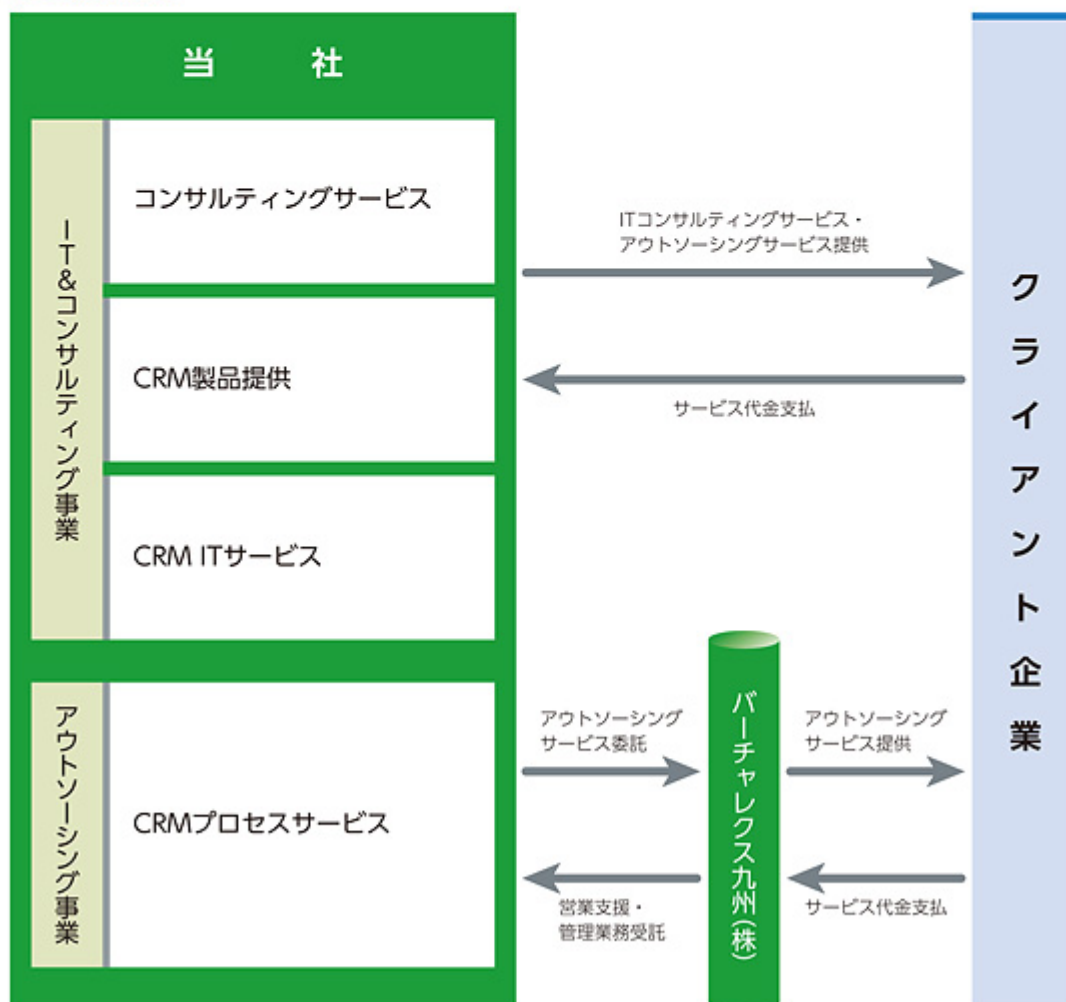 当社
IT&コンサルティング事業
コンサルティングサービス
CRM製品提供
CRM ITサービス
アウトソーシング事業
CRMプロセスサービス
ITコンサルティングサービス・
アウトソーシングサービス提供
サービス代金支払
アウトソーシング
サービス委託
営業支援・
管理業務受託
バーチャレクス九州(株)
アウトソーシング
サービス提供
サービス代金支払
クライアント企業